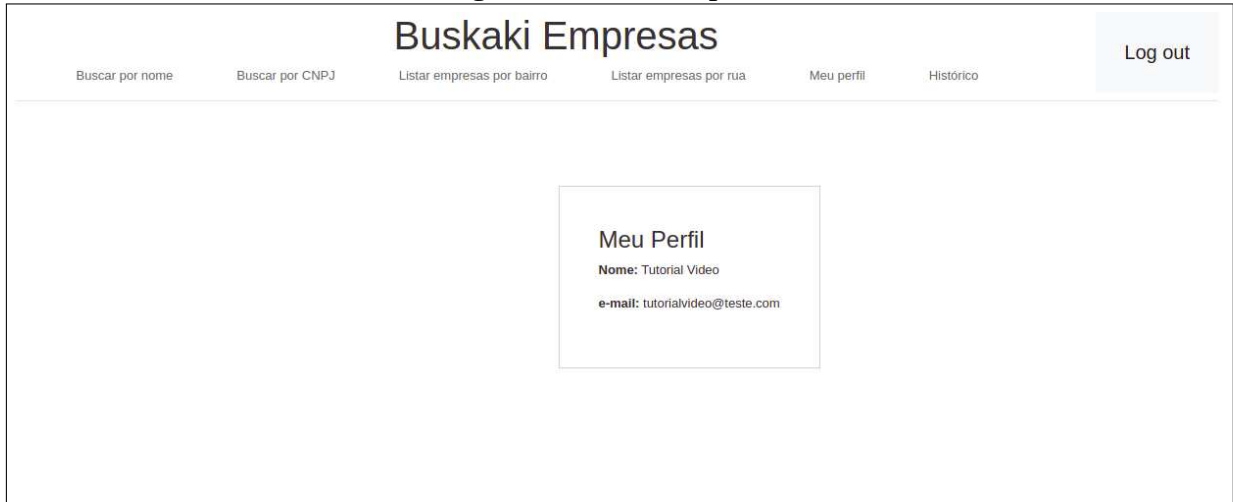 Buskaki Empresas
Log out
Buscar por nome Buscar por CNPJ Listar empresas por bairro Listar empresas por rua Meu perfil Histórico
Meu Perfil
Nome: Tutorial Video
e-mail: tutorialvideo@teste.com